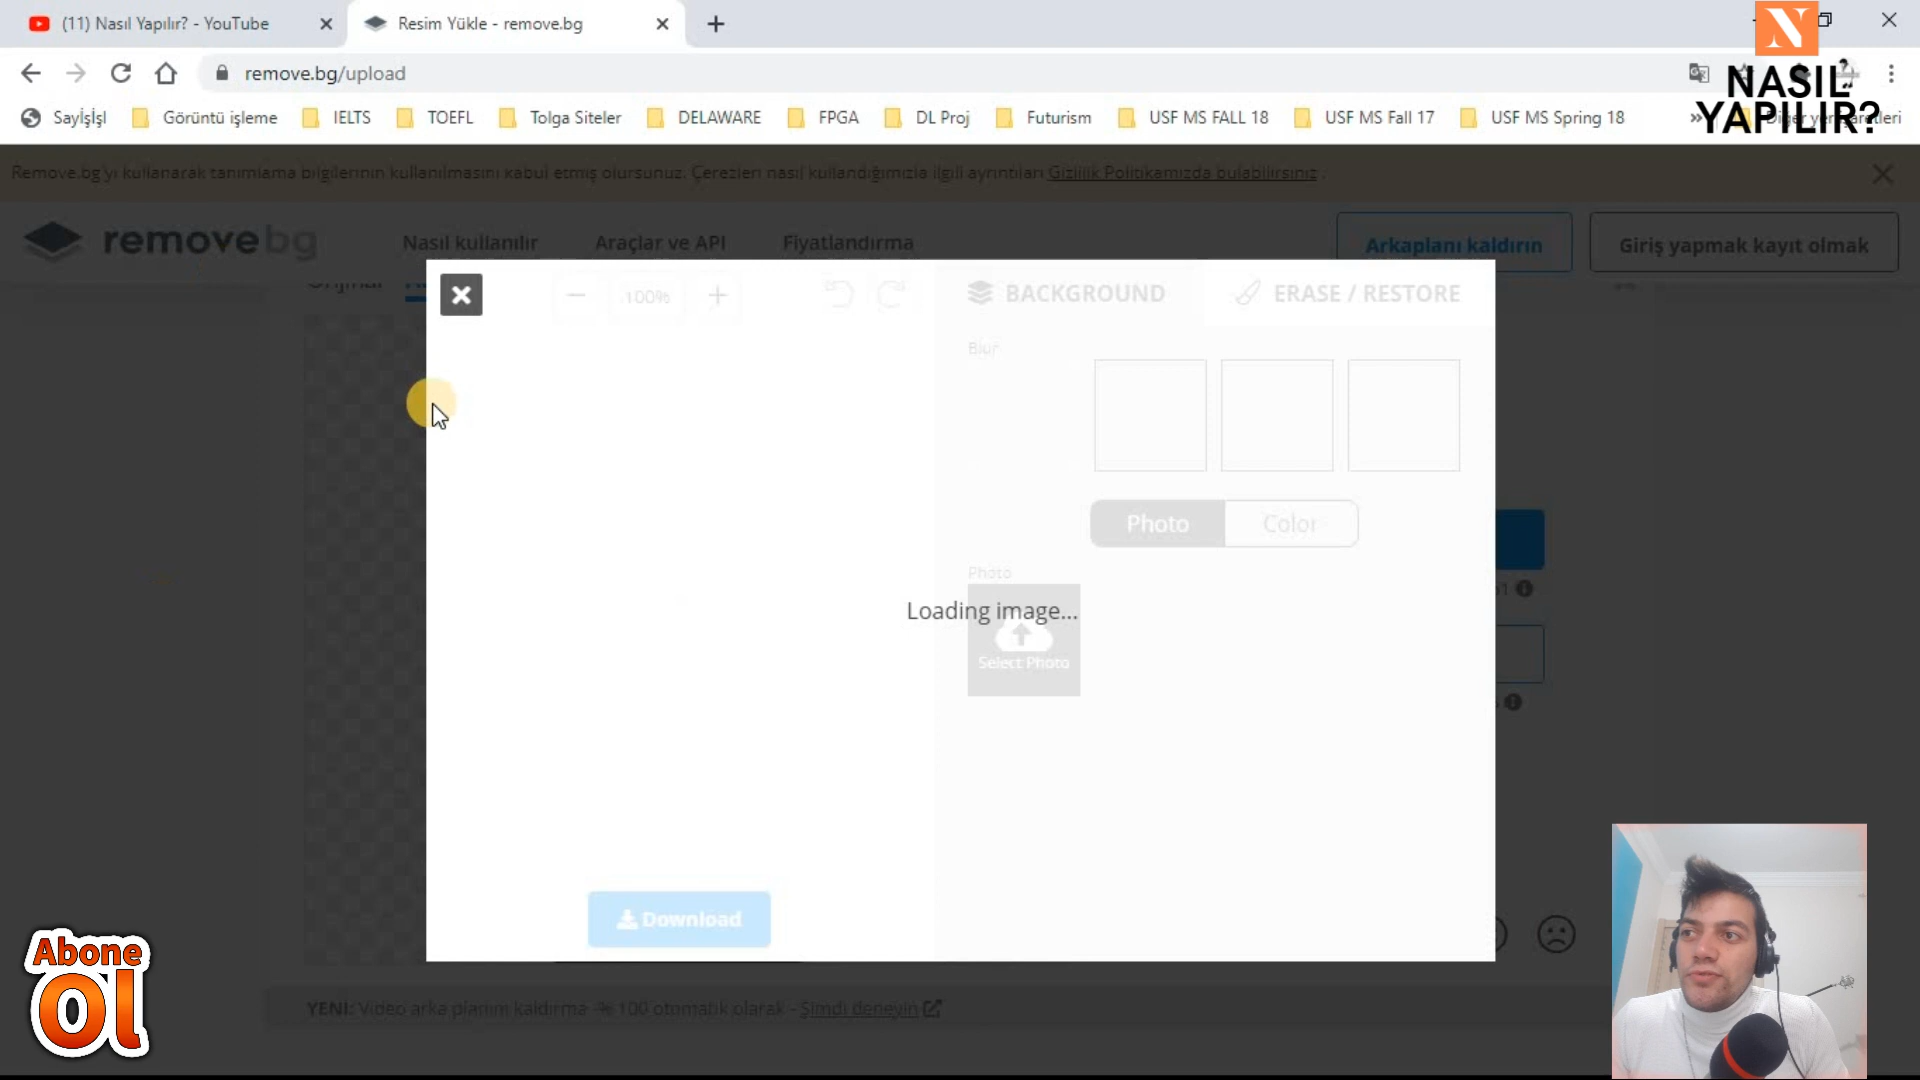 (11) Nasıl Yapılır? - YouTube
Resim Yükle - remove.bg
remove.bg/upload
NASIL YAPILIR?
Sayİşİşl
Görüntü işleme
IELTS
TOEFL
Tolga Siteler
DELAWARE
FPGA
DL Proj
Futurism
USF MS FALL 18
USF MS Fall 17
USF MS Spring 18
Remove.bg'yi kullanarak tanımlama bilgilerinin kullanılmasını kabul etmiş olursunuz. Çerezleri nasıl kullandığımızla ilgili ayrıntıları Gizlilik Politikamızda bulabilirsiniz .
removebg
Nasıl kullanılır
Araçlar ve API
Fiyatlandırma
Arkaplanı kaldırın
Giriş yapmak kayıt olmak
100%
BACKGROUND
ERASE / RESTORE
Blur
Photo
Color
Photo
Loading image...
Select Photo
Download
YENİ: Video arka planını kaldırma -% 100 otomatik olarak - Şimdi deneyin
Abone
Ol